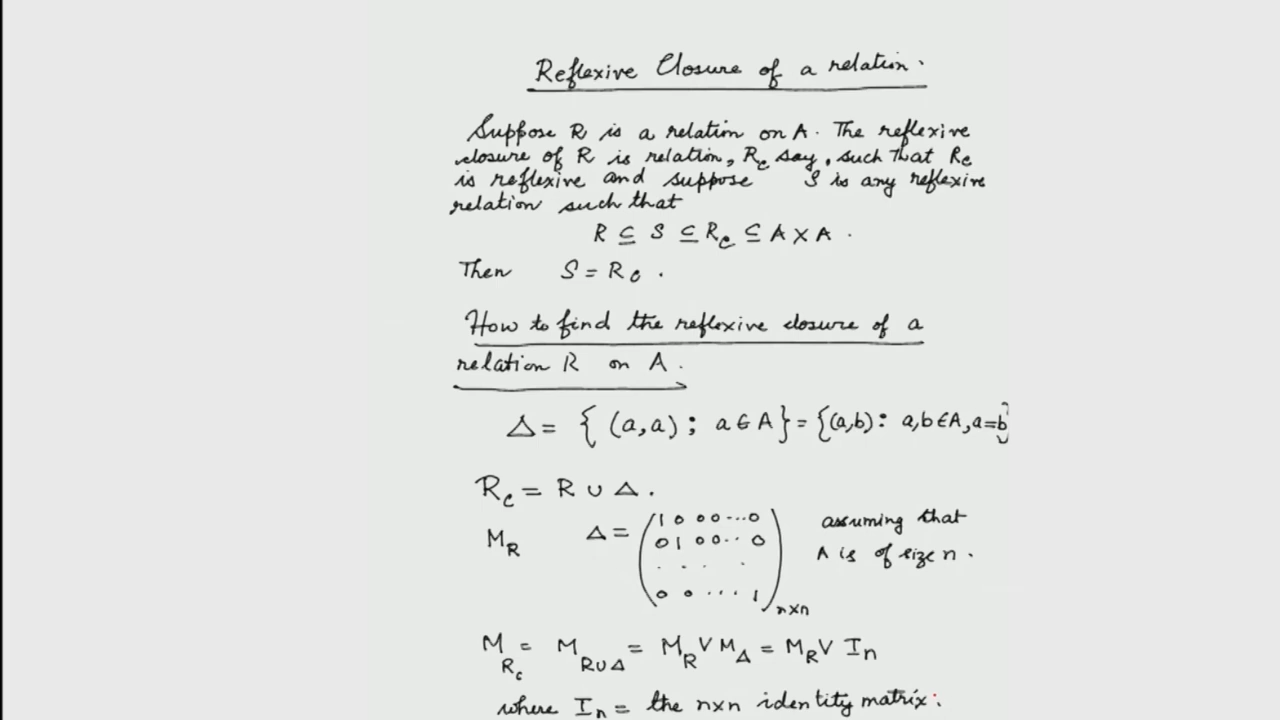 Reflexive Closure of a relation.
Suppose R is a relation on A. The reflexive
closure of R is relation, R_c say, such that R_c
is reflexive and suppose S is any reflexive
relation such that
R ⊆ S ⊆ R_c ⊆ A × A .
Then S = R_c .
How to find the reflexive closure of a
relation R on A.
Δ = { (a,a) ; a ∈ A } = {(a,b) : a,b ∈ A, a=b}
R_c = R ∪ Δ .
M_R Δ = ( 1 0 0 0 ... 0 assuming that
0 1 0 0 .. 0 A is of size n .
. . . .
0 0 ... 1 )_{n×n}
M_{R_c} = M_{R∪Δ} = M_R ∨ M_Δ = M_R ∨ I_n
where I_n = the n×n identity matrix.